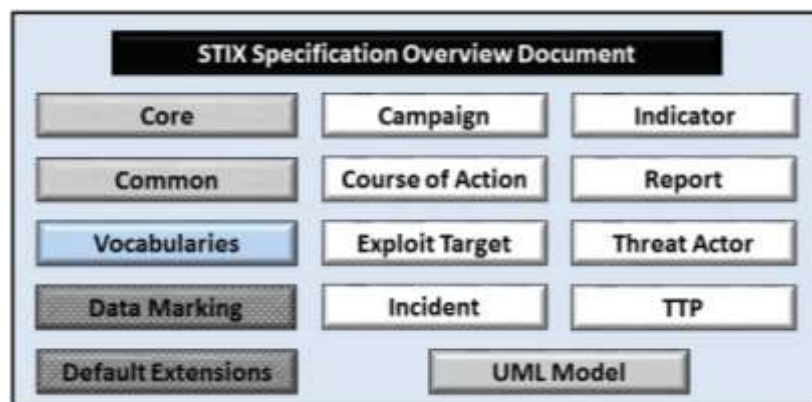 STIX Specification Overview Document
Core
Campaign
Indicator
Common
Course of Action
Report
Vocabularies
Exploit Target
Threat Actor
Data Marking
Incident
TTP
Default Extensions
UML Model